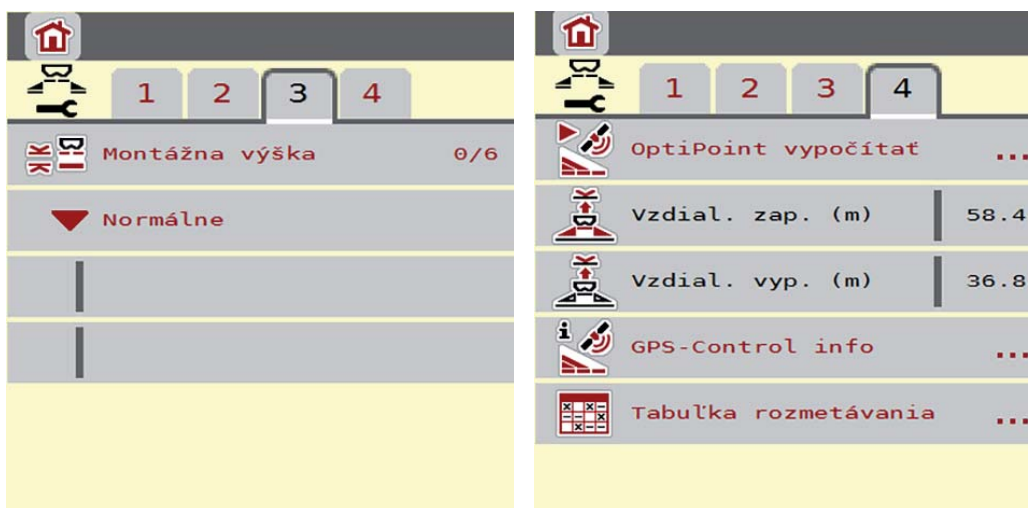 1 2 3 4
Montážna výška 0/6
Normálne
1 2 3 4
OptiPoint vypočítať ...
Vzdial. zap. (m) 58.4
Vzdial. vyp. (m) 36.8
GPS-Control info ...
Tabuľka rozmetávania ...